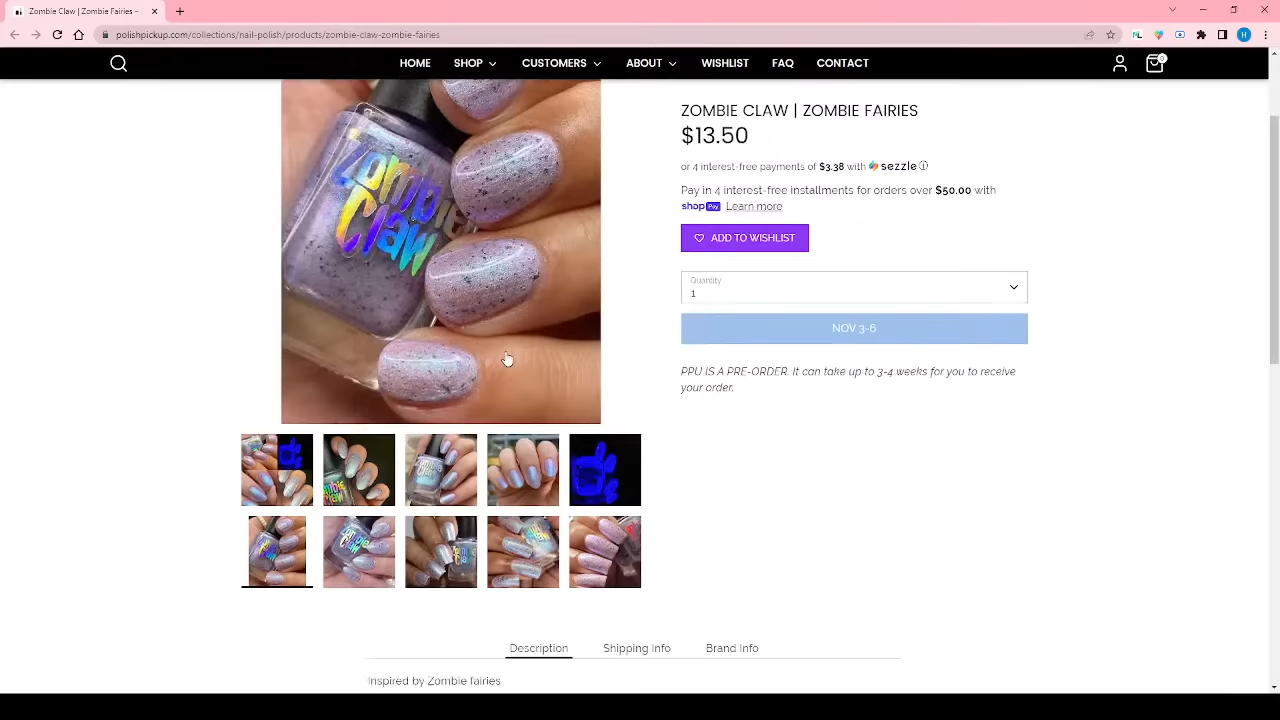 Zombie Claw | Zombie Fairies –
polishpickup.com/collections/nail-polish/products/zombie-claw-zombie-fairies
HOME SHOP CUSTOMERS ABOUT WISHLIST FAQ CONTACT
0
Zombie
Claw
ZOMBIE CLAW | ZOMBIE FAIRIES
$13.50
or 4 interest-free payments of $3.38 with sezzle
Pay in 4 interest-free installments for orders over $50.00 with
shop Pay Learn more
ADD TO WISHLIST
Quantity
1
NOV 3-6
PPU IS A PRE-ORDER. It can take up to 3-4 weeks for you to receive
your order.
Description Shipping Info Brand Info
Inspired by Zombie fairies